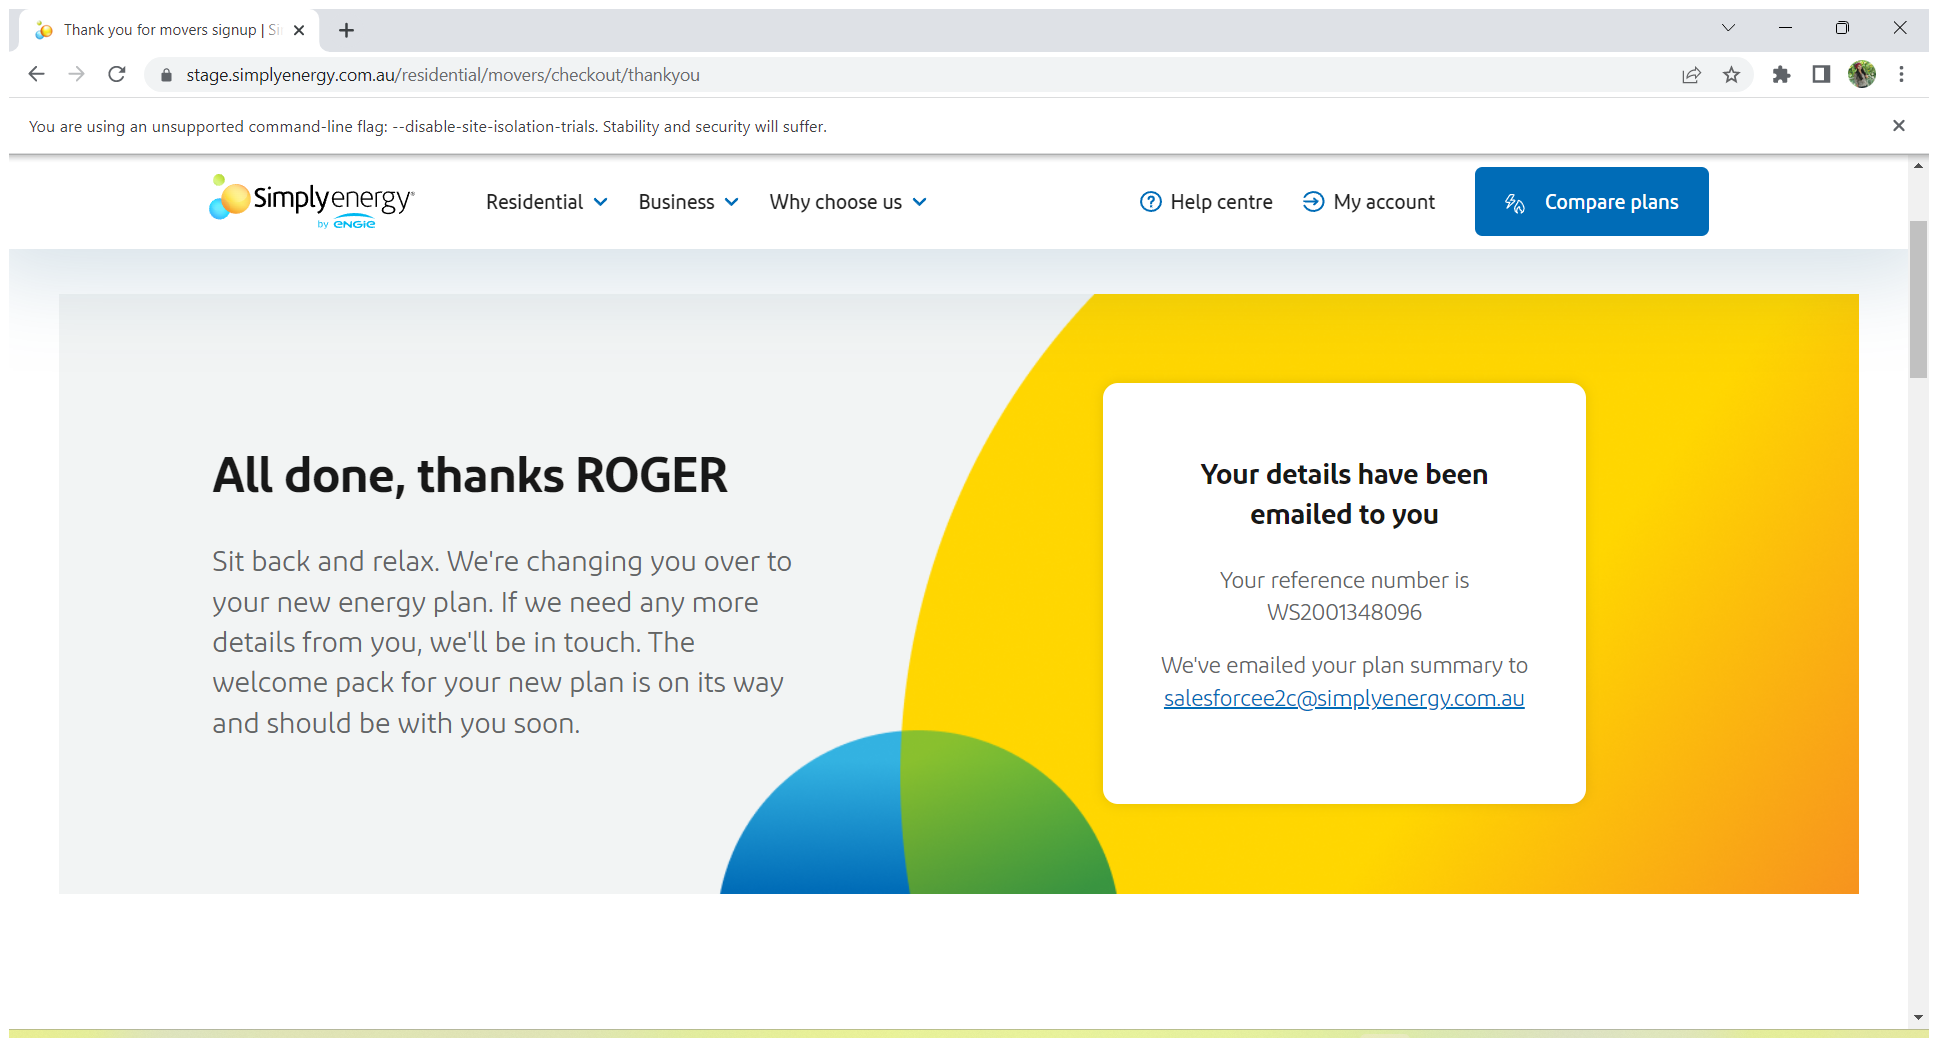 Thank you for movers signup | Si
stage.simplyenergy.com.au/residential/movers/checkout/thankyou
You are using an unsupported command-line flag: --disable-site-isolation-trials. Stability and security will suffer.
Simplyenergy
by ENGIE
Residential
Business
Why choose us
Help centre
My account
Compare plans
All done, thanks ROGER
Sit back and relax. We're changing you over to
your new energy plan. If we need any more
details from you, we'll be in touch. The
welcome pack for your new plan is on its way
and should be with you soon.
Your details have been
emailed to you
Your reference number is
WS2001348096
We've emailed your plan summary to
salesforcee2c@simplyenergy.com.au